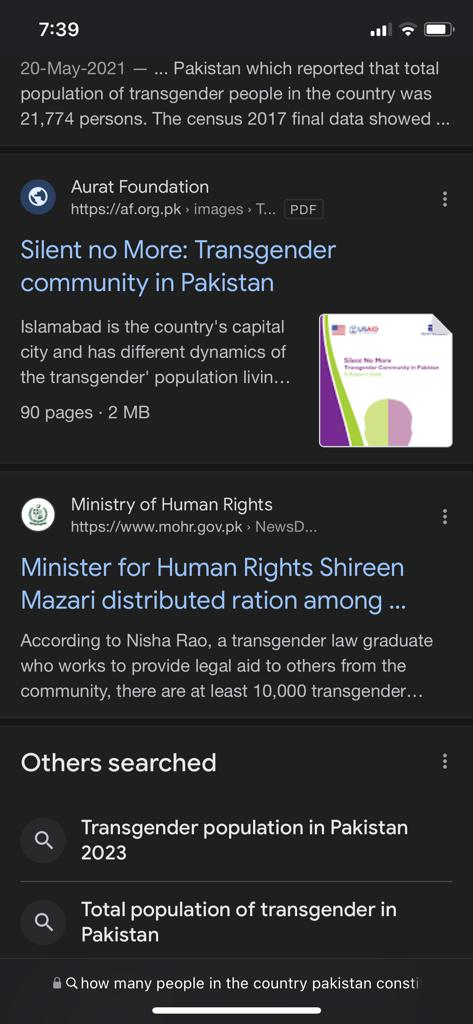 7:39
20-May-2021 — ... Pakistan which reported that total
population of transgender people in the country was
21,774 persons. The census 2017 final data showed ...
Aurat Foundation
https://af.org.pk › images › T... PDF
Silent no More: Transgender
community in Pakistan
Islamabad is the country's capital
city and has different dynamics of
the transgender' population livin...
90 pages · 2 MB
USAID
Silent No More
Transgender Community in Pakistan
A Research Study
Ministry of Human Rights
https://www.mohr.gov.pk › NewsD...
Minister for Human Rights Shireen
Mazari distributed ration among ...
According to Nisha Rao, a transgender law graduate
who works to provide legal aid to others from the
community, there are at least 10,000 transgender...
Others searched
Transgender population in Pakistan
2023
Total population of transgender in
Pakistan
how many people in the country pakistan consti